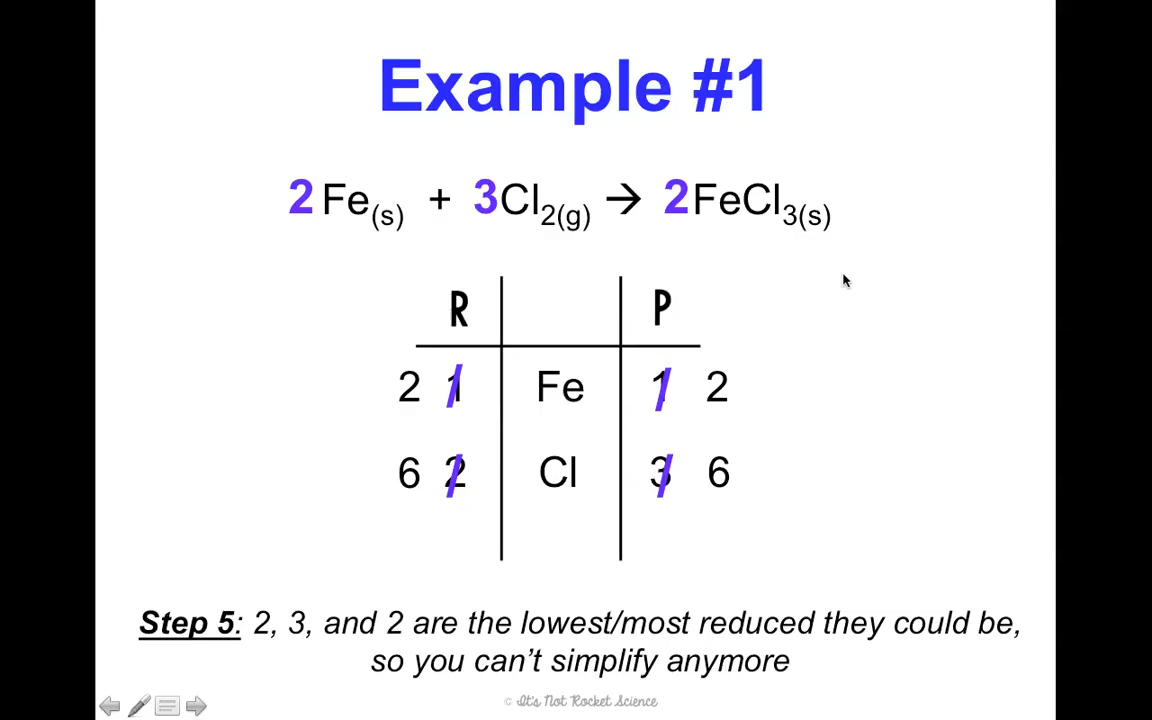 Example #1
2 Fe(s) + 3Cl2(g) → 2FeCl3(s)
R P
2 1 Fe 1 2
6 2 Cl 3 6
Step 5: 2, 3, and 2 are the lowest/most reduced they could be,
so you can't simplify anymore
© It's Not Rocket Science